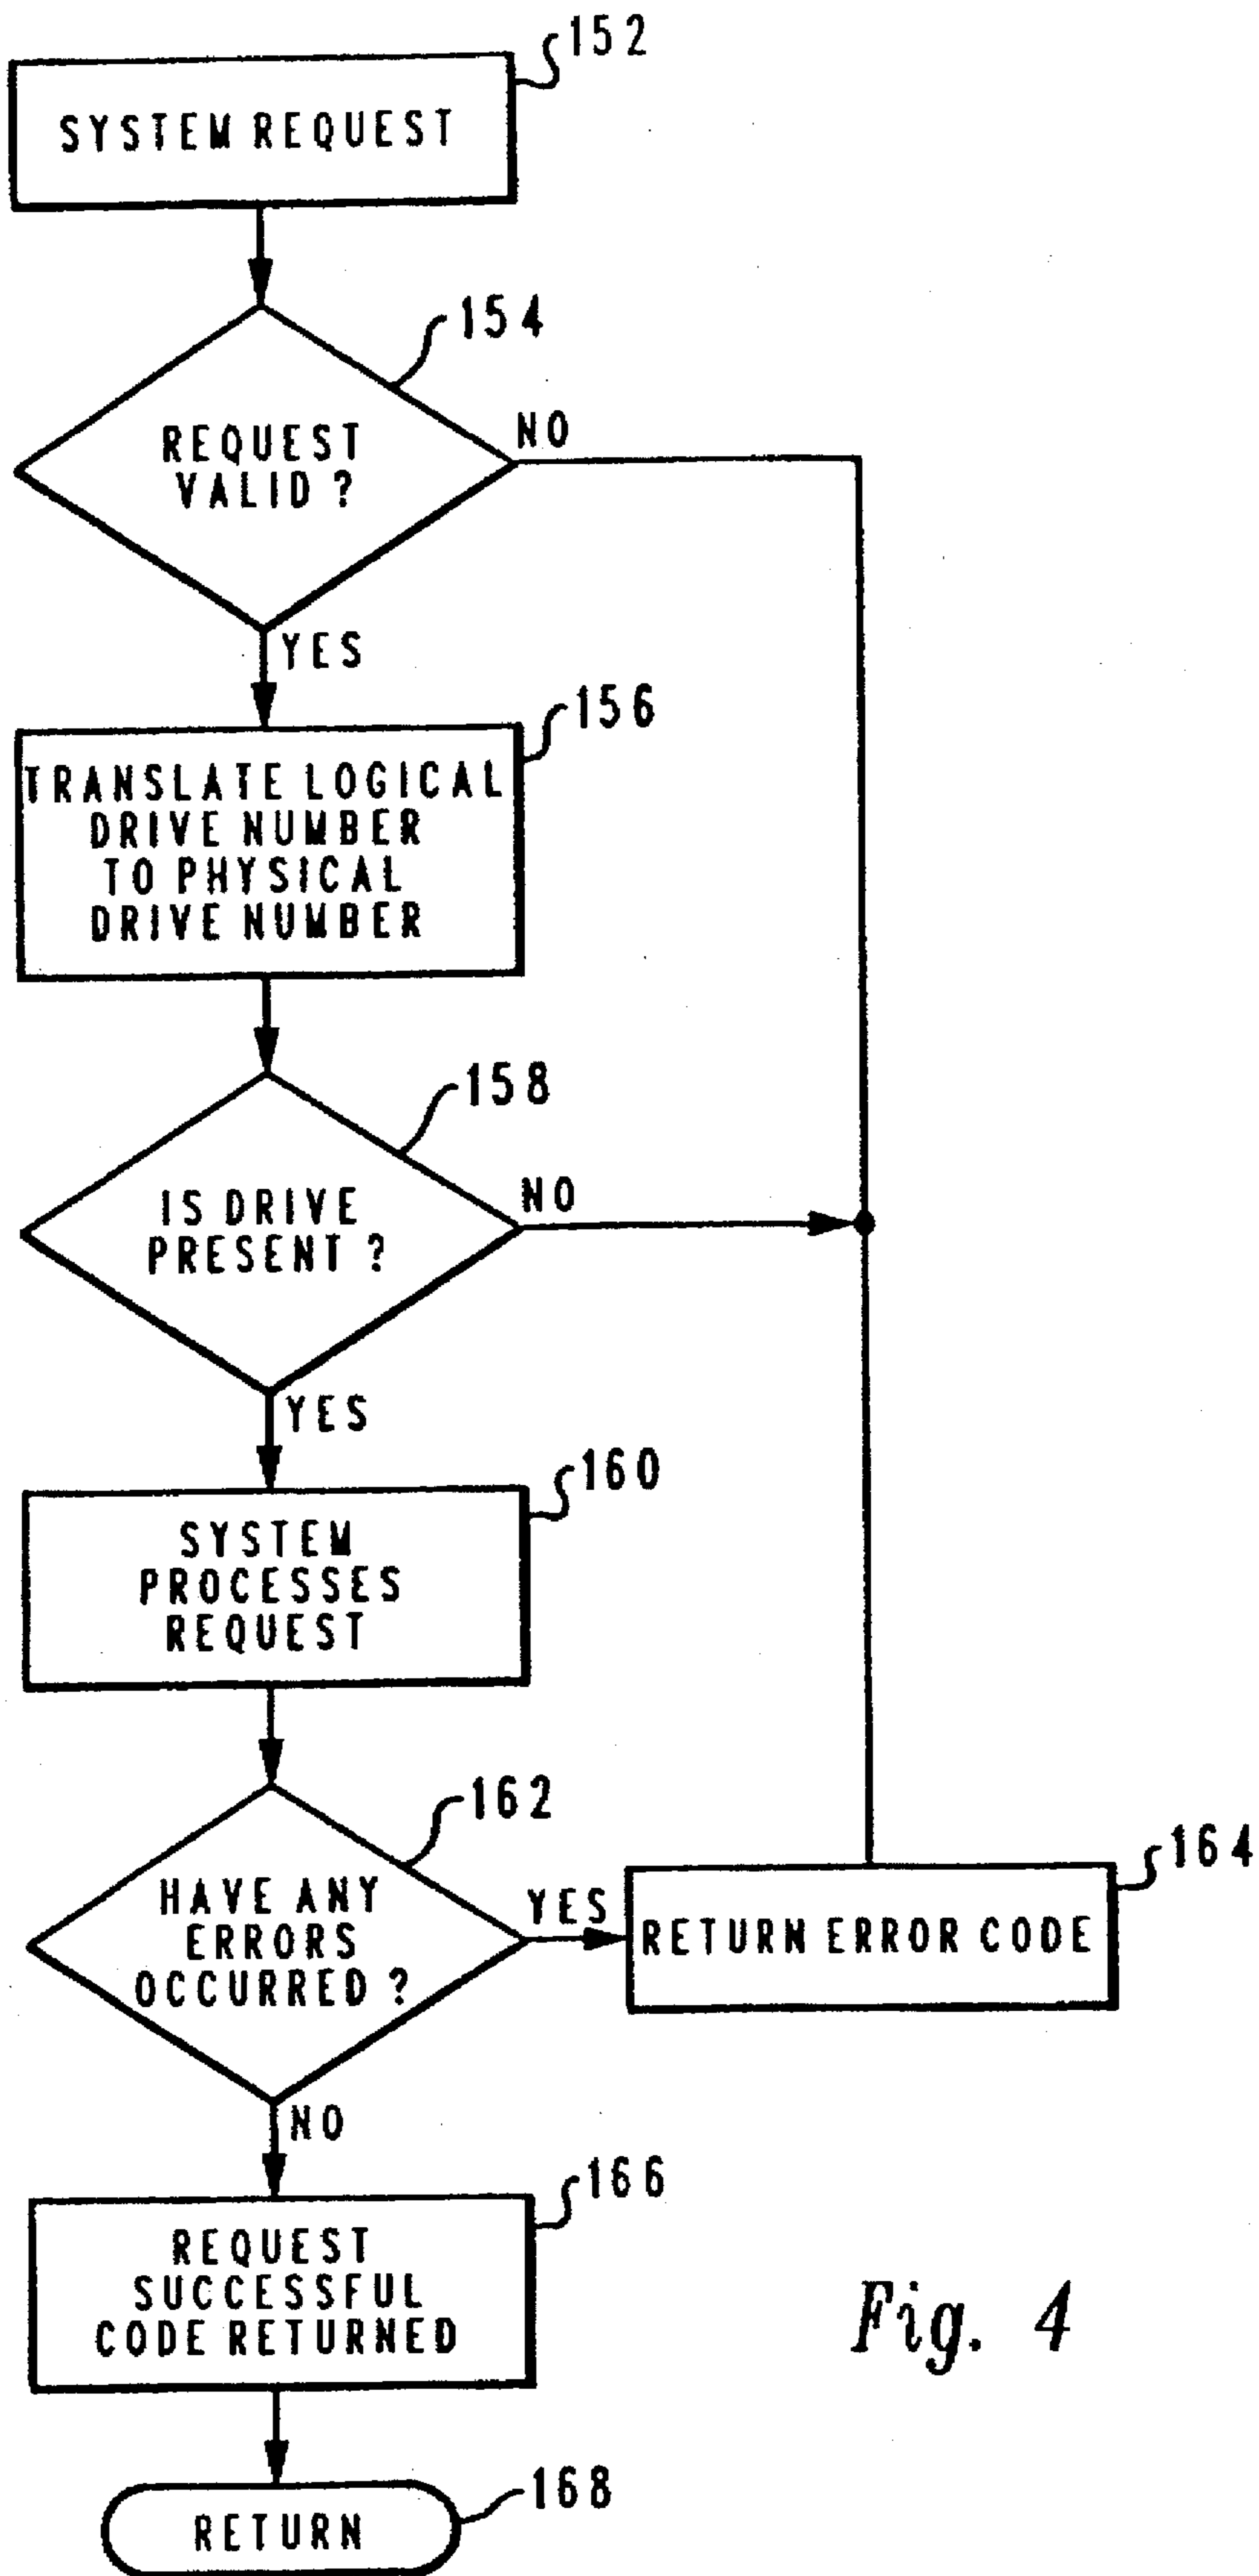 152
SYSTEM REQUEST
154
REQUEST
VALID ?
NO
YES
156
TRANSLATE LOGICAL
DRIVE NUMBER
TO PHYSICAL
DRIVE NUMBER
158
IS DRIVE
PRESENT ?
NO
YES
160
SYSTEM
PROCESSES
REQUEST
162
HAVE ANY
ERRORS
OCCURRED ?
YES
164
RETURN ERROR CODE
NO
166
REQUEST
SUCCESSFUL
CODE RETURNED
Fig. 4
168
RETURN